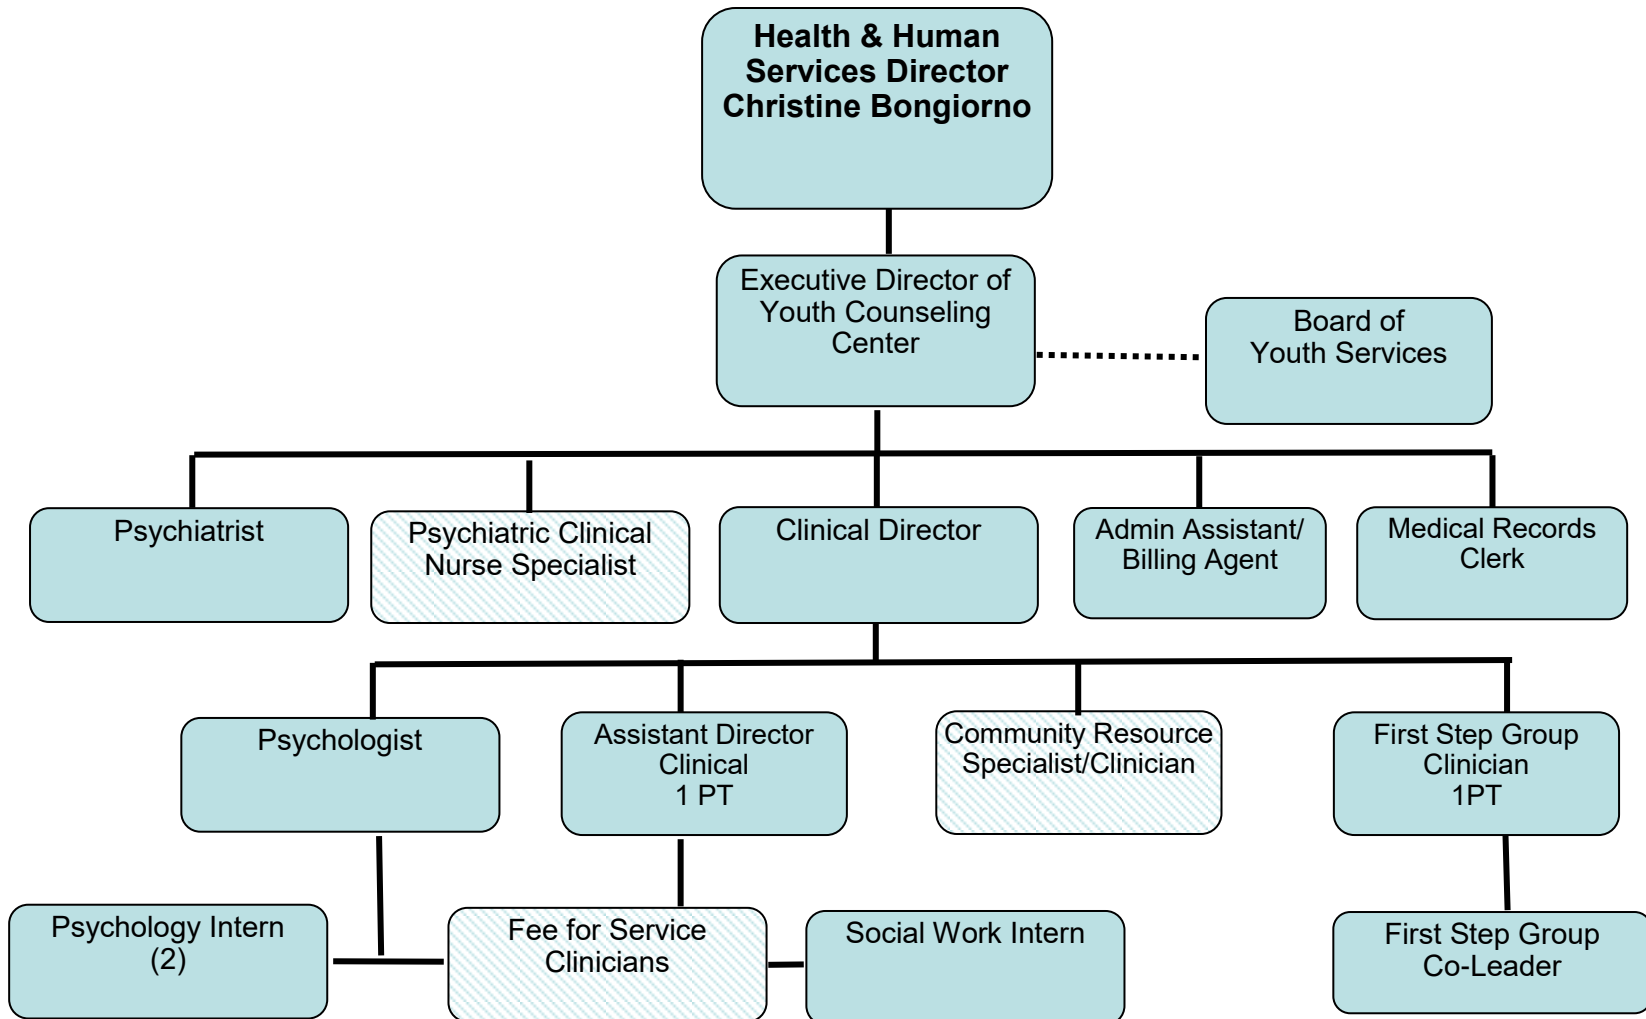 Health & Human
Services Director
Christine Bongiorno
Executive Director of
Youth Counseling
Center
Board of
Youth Services
Psychiatrist
Psychiatric Clinical
Nurse Specialist
Clinical Director
Admin Assistant/
Billing Agent
Medical Records
Clerk
Psychologist
Assistant Director
Clinical
1 PT
Community Resource
Specialist/Clinician
First Step Group
Clinician
1PT
Psychology Intern
(2)
Fee for Service
Clinicians
Social Work Intern
First Step Group
Co-Leader